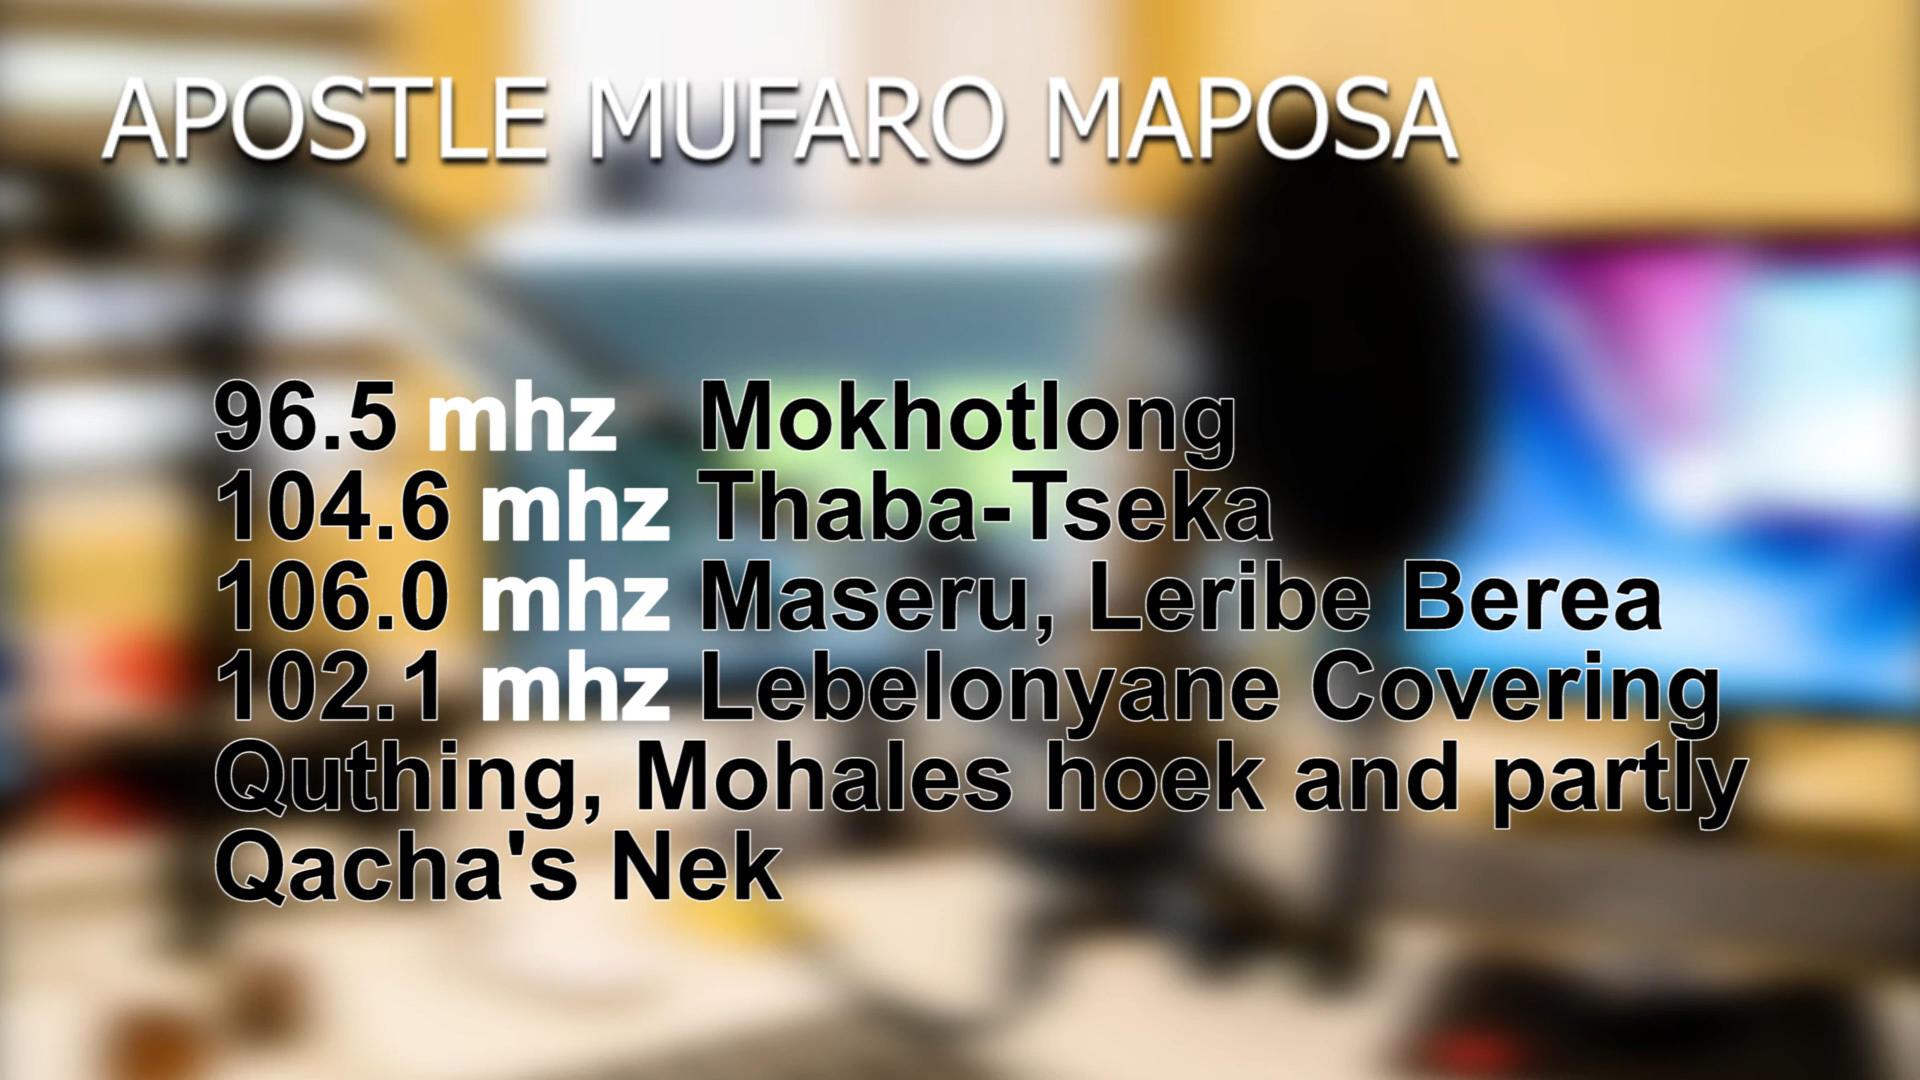 APOSTLE MUFARO MAPOSA
96.5 mhz Mokhotlong
104.6 mhz Thaba-Tseka
106.0 mhz Maseru, Leribe Berea
102.1 mhz Lebelonyane Covering
Quthing, Mohales hoek and partly
Qacha's Nek